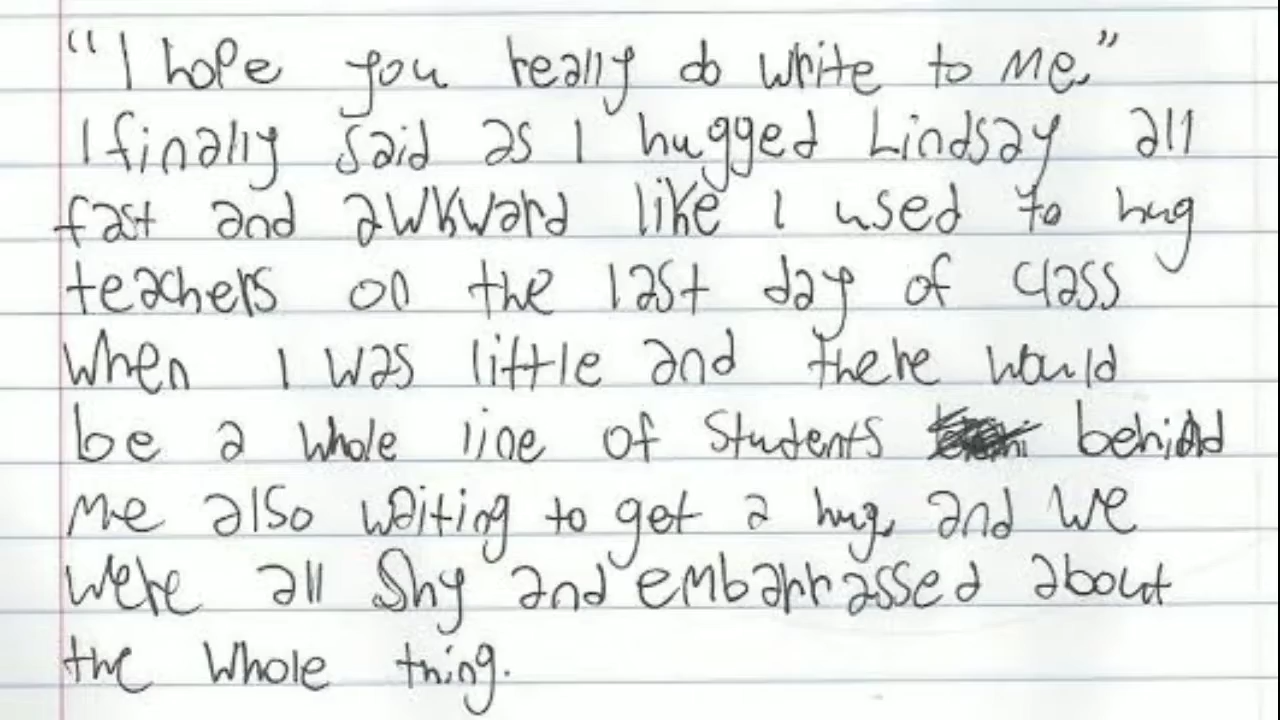 "I hope you really do write to me,"
I finally said as I hugged Lindsay all
fast and awkward like I used to hug
teachers on the last day of class
when I was little and there would
be a whole line of students behind
me also waiting to get a hug, and we
were all shy and embarrassed about
the whole thing.